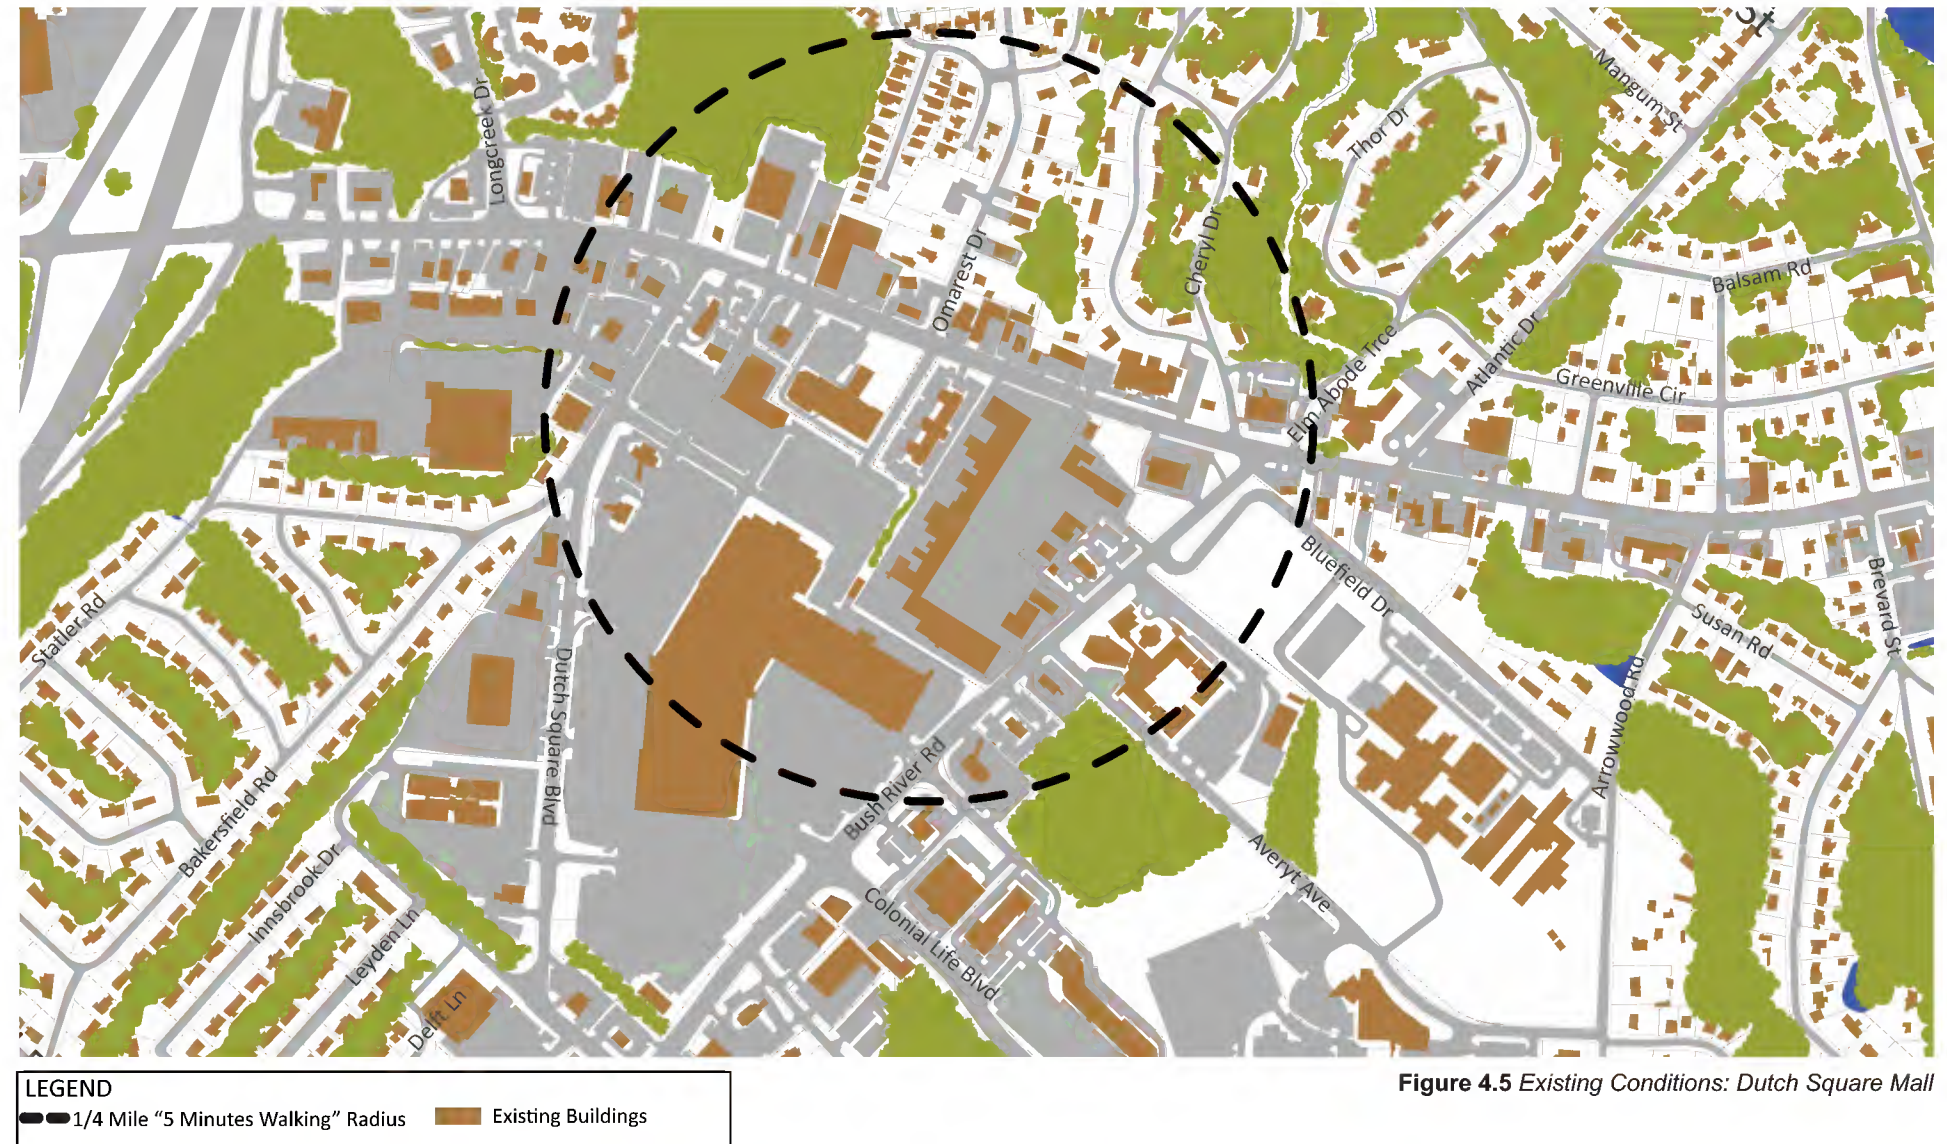 St
Mangum St
Longcreek Dr
Thor Dr
Cheryl Dr
Omarest Dr
Balsam Rd
Atlantic Dr
Elm Abode Trce
Greenville Cir
Bluefield Dr
Brevard St
Statler Rd
Susan Rd
Dutch Square Blvd
Arrowwood Rd
Bush River Rd
Bakersfield Rd
Innsbrook Dr
Averyt Ave
Leyden Ln
Colonial Life Blvd
Delft Ln
LEGEND
1/4 Mile “5 Minutes Walking” Radius
Existing Buildings
Figure 4.5 Existing Conditions: Dutch Square Mall